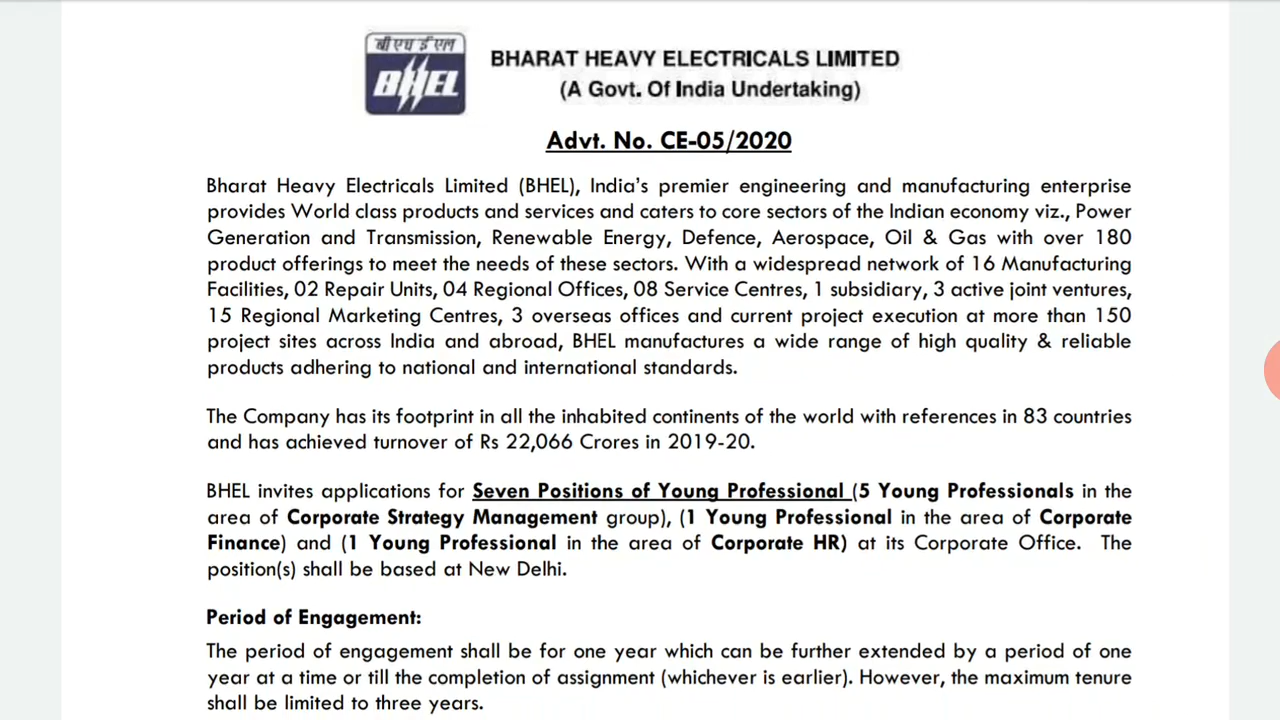 बी एच ई एल
BHEL
BHARAT HEAVY ELECTRICALS LIMITED
(A Govt. Of India Undertaking)
Advt. No. CE-05/2020
Bharat Heavy Electricals Limited (BHEL), India’s premier engineering and manufacturing enterprise
provides World class products and services and caters to core sectors of the Indian economy viz., Power
Generation and Transmission, Renewable Energy, Defence, Aerospace, Oil & Gas with over 180
product offerings to meet the needs of these sectors. With a widespread network of 16 Manufacturing
Facilities, 02 Repair Units, 04 Regional Offices, 08 Service Centres, 1 subsidiary, 3 active joint ventures,
15 Regional Marketing Centres, 3 overseas offices and current project execution at more than 150
project sites across India and abroad, BHEL manufactures a wide range of high quality & reliable
products adhering to national and international standards.
The Company has its footprint in all the inhabited continents of the world with references in 83 countries
and has achieved turnover of Rs 22,066 Crores in 2019-20.
BHEL invites applications for Seven Positions of Young Professional (5 Young Professionals in the
area of Corporate Strategy Management group), (1 Young Professional in the area of Corporate
Finance) and (1 Young Professional in the area of Corporate HR) at its Corporate Office. The
position(s) shall be based at New Delhi.
Period of Engagement:
The period of engagement shall be for one year which can be further extended by a period of one
year at a time or till the completion of assignment (whichever is earlier). However, the maximum tenure
shall be limited to three years.